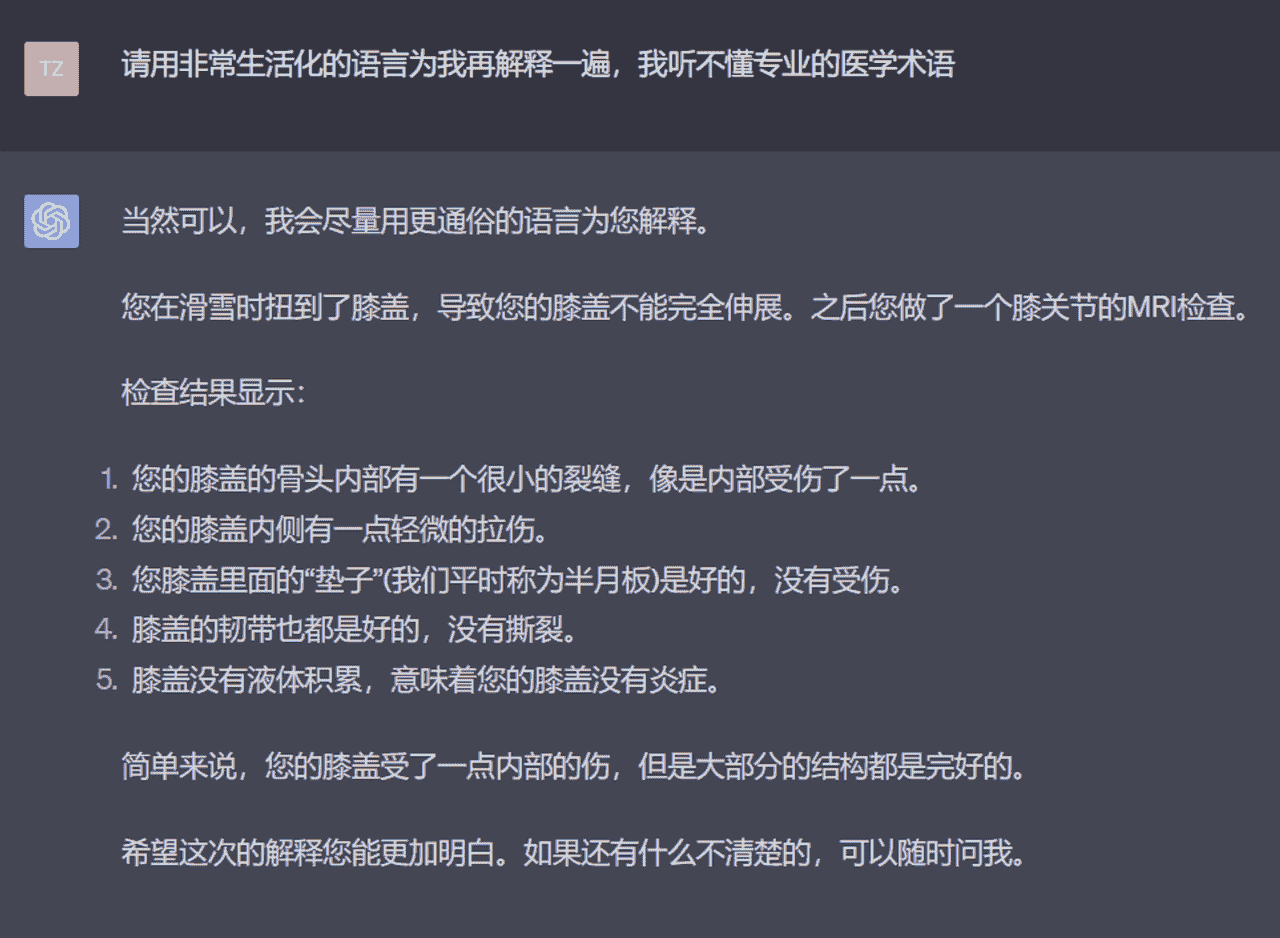 TZ
请用非常生活化的语言为我再解释一遍，我听不懂专业的医学术语
当然可以，我会尽量用更通俗的语言为您解释。
您在滑雪时扭到了膝盖，导致您的膝盖不能完全伸展。之后您做了一个膝关节的MRI检查。
检查结果显示：
1. 您的膝盖的骨头内部有一个很小的裂缝，像是内部受伤了一点。
2. 您的膝盖内侧有一点轻微的拉伤。
3. 您膝盖里面的“垫子”(我们平时称为半月板)是好的，没有受伤。
4. 膝盖的韧带也都是好的，没有撕裂。
5. 膝盖没有液体积累，意味着您的膝盖没有炎症。
简单来说，您的膝盖受了一点内部的伤，但是大部分的结构都是完好的。
希望这次的解释您能更加明白。如果还有什么不清楚的，可以随时问我。